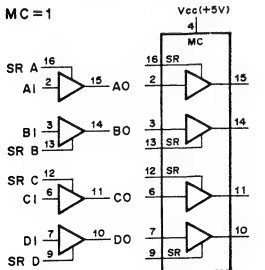 MC=1
Vcc(+5V)
4
MC
SR A 16
AI 2
15 AO
16 SR
2
15
BI 3
14 BO
SR B 13
3
14
13 SR
SR C 12
CI 6
11 CO
12 SR
6
11
DI 7
10 DO
SR D 9
7
10
9 SR